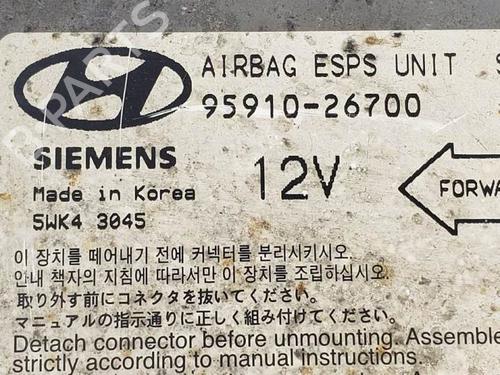 AIRBAG ESPS UNIT
95910-26700
SIEMENS
12V
Made in Korea
5WK4 3045
FORWA
이 장치를 떼어내기 전에 커넥터를 분리시키시오.
안내 책자의 지침에 따라서만 이 장치를 조립하십시오.
取り外す前にコネクタを抜いてください。
マニュアルの指示通りに正しく組み付けてください。
Detach connector before unmounting. Assemble
strictly according to manual instructions.